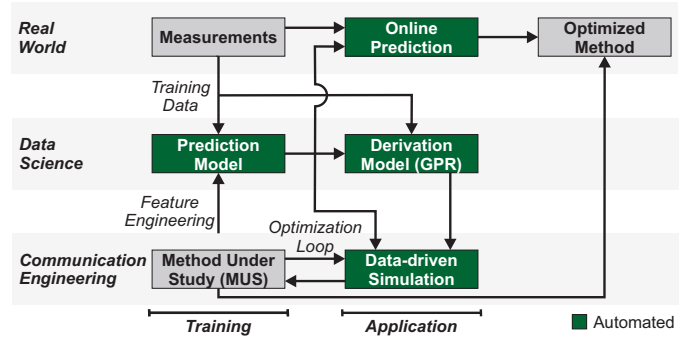 Real
World
Measurements
Online
Prediction
Optimized
Method
Training
Data
Data
Science
Prediction
Model
Derivation
Model (GPR)
Feature
Engineering
Optimization
Loop
Communication
Engineering
Method Under
Study (MUS)
Data-driven
Simulation
Training
Application
Automated